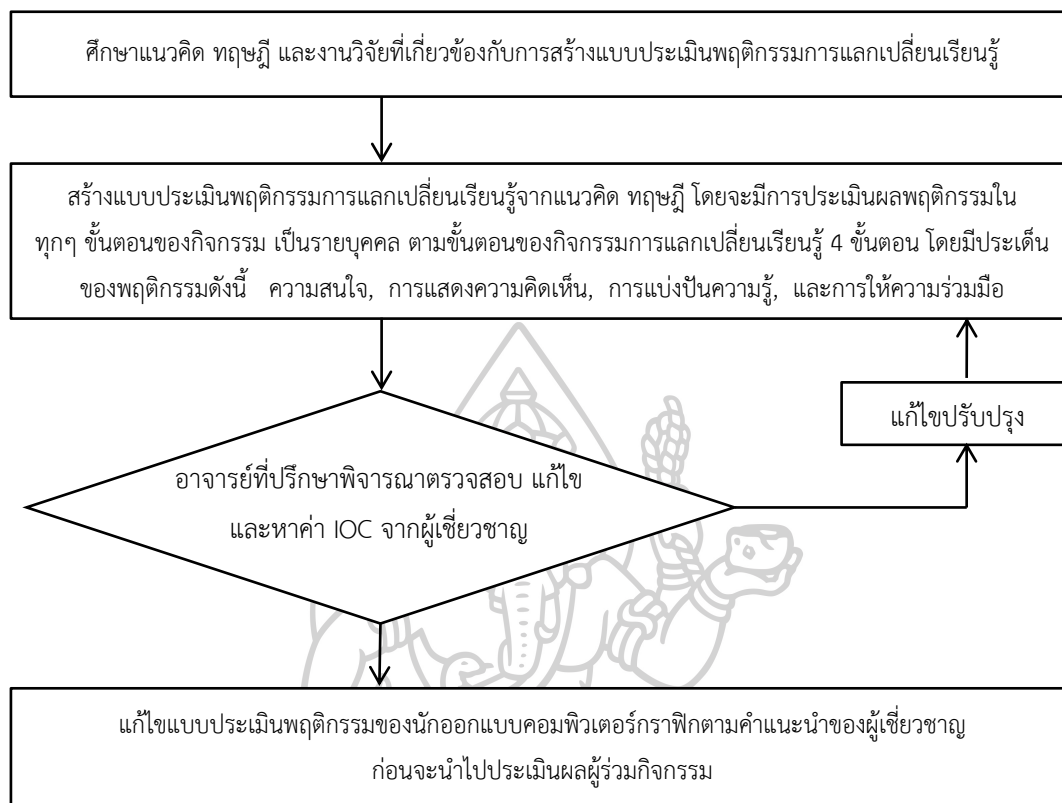 ศึกษาแนวคิด ทฤษฎี และงานวิจัยที่เกี่ยวข้องกับการสร้างแบบประเมินพฤติกรรมการแลกเปลี่ยนเรียนรู้
สร้างแบบประเมินพฤติกรรมการแลกเปลี่ยนเรียนรู้จากแนวคิด ทฤษฎี โดยจะมีการประเมินผลพฤติกรรมใน
ทุกๆ ขั้นตอนของกิจกรรม เป็นรายบุคคล ตามขั้นตอนของกิจกรรมการแลกเปลี่ยนเรียนรู้ 4 ขั้นตอน โดยมีประเด็น
ของพฤติกรรมดังนี้ ความสนใจ, การแสดงความคิดเห็น, การแบ่งปันความรู้, และการให้ความร่วมมือ
แก้ไขปรับปรุง
อาจารย์ที่ปรึกษาพิจารณาตรวจสอบ แก้ไข
และหาค่า IOC จากผู้เชี่ยวชาญ
แก้ไขแบบประเมินพฤติกรรมของนักออกแบบคอมพิวเตอร์กราฟิกตามคำแนะนำของผู้เชี่ยวชาญ
ก่อนจะนำไปประเมินผลผู้ร่วมกิจกรรม